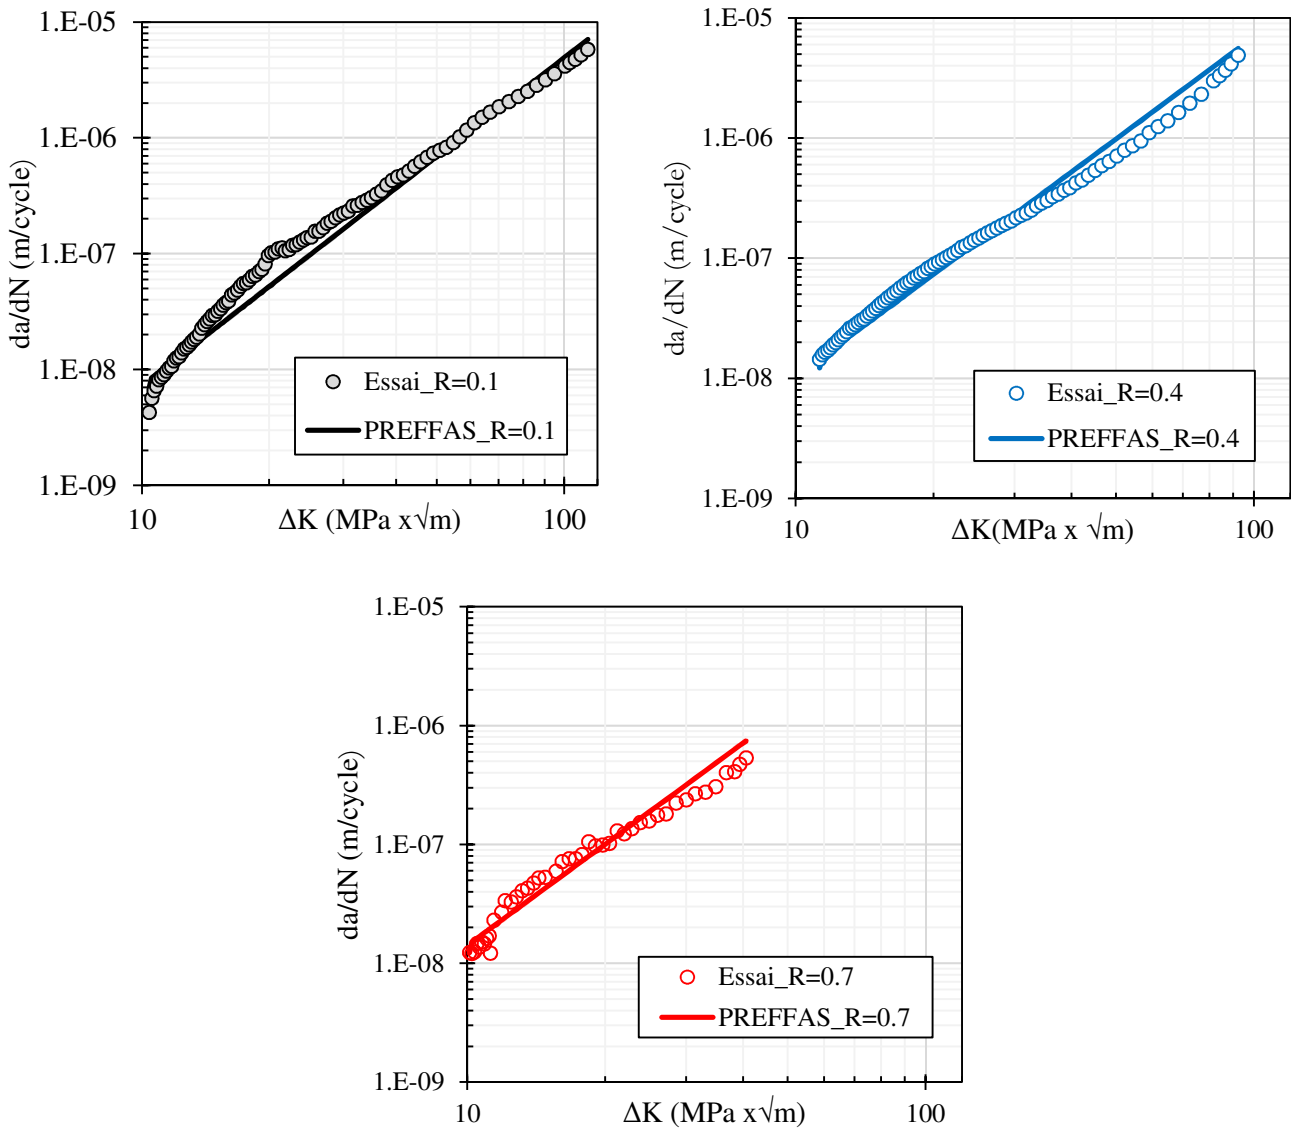 1.E-05
1.E-06
1.E-07
1.E-08
1.E-09
da/dN (m/cycle)
10
100
ΔK (MPa x√m)
Essai_R=0.1
PREFFAS_R=0.1
1.E-05
1.E-06
1.E-07
1.E-08
1.E-09
da/dN (m/cycle)
10
100
ΔK(MPa x √m)
Essai_R=0.4
PREFFAS_R=0.4
1.E-05
1.E-06
1.E-07
1.E-08
1.E-09
da/dN (m/cycle)
10
100
ΔK (MPa x√m)
Essai_R=0.7
PREFFAS_R=0.7